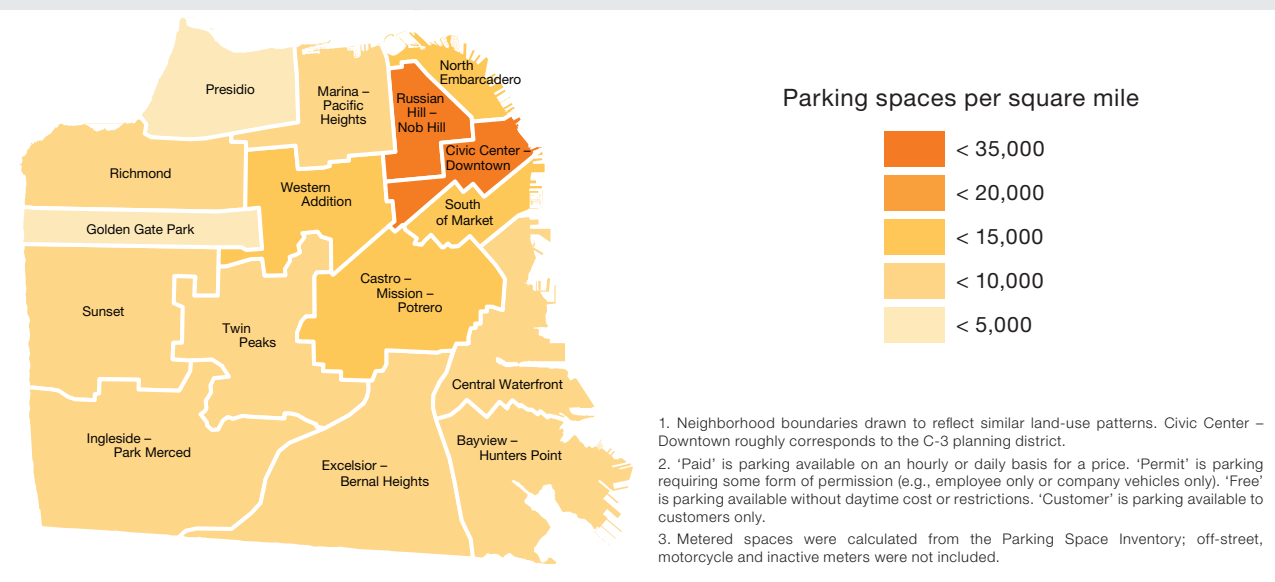 Presidio
Marina –
Pacific
Heights
North
Embarcadero
Russian
Hill –
Nob Hill
Civic Center –
Downtown
Richmond
Western
Addition
South
of Market
Golden Gate Park
Castro –
Mission –
Potrero
Sunset
Twin
Peaks
Central Waterfront
Ingleside –
Park Merced
Excelsior –
Bernal Heights
Bayview –
Hunters Point
Parking spaces per square mile
< 35,000
< 20,000
< 15,000
< 10,000
< 5,000
1. Neighborhood boundaries drawn to reflect similar land-use patterns. Civic Center –
Downtown roughly corresponds to the C-3 planning district.
2. ‘Paid’ is parking available on an hourly or daily basis for a price. ‘Permit’ is parking
requiring some form of permission (e.g., employee only or company vehicles only). ‘Free’
is parking available without daytime cost or restrictions. ‘Customer’ is parking available to
customers only.
3. Metered spaces were calculated from the Parking Space Inventory; off-street,
motorcycle and inactive meters were not included.